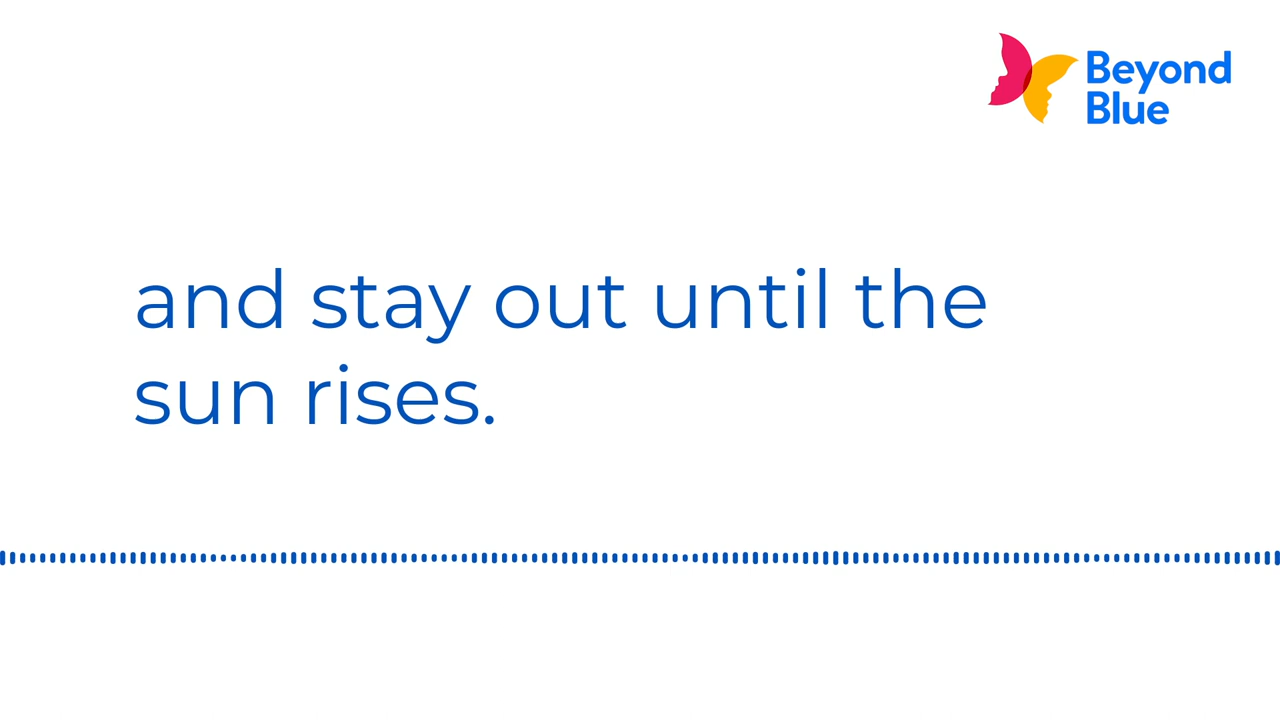 Beyond
Blue
and stay out until the
sun rises.